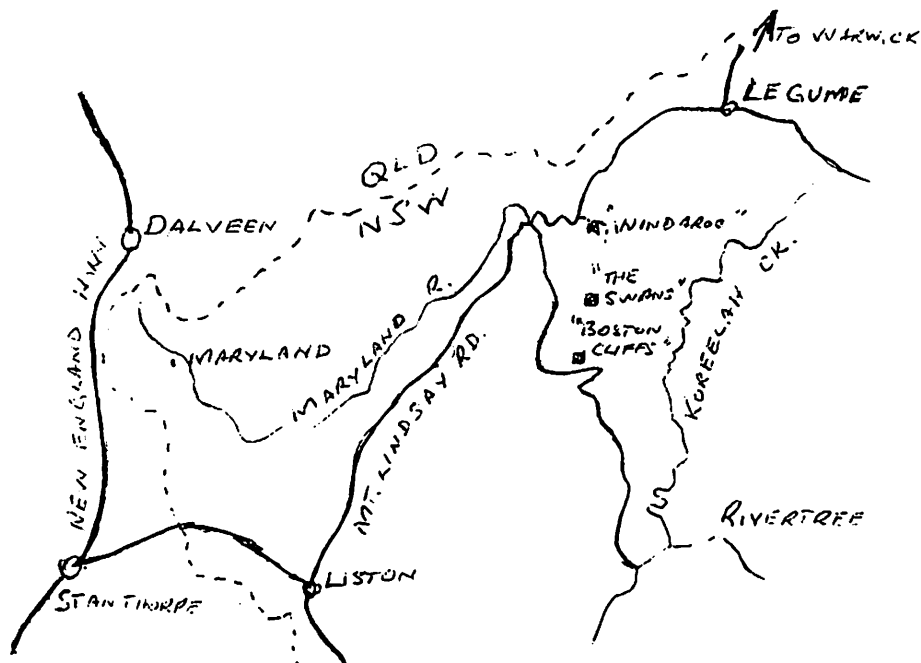 TO WARWICK
LEGUME
QLD
NSW
DALVEEN
"NINDAROO"
"THE
SWANS"
"BOSTON
CLIFFS"
MARYLAND R.
MARYLAND
MT. LINDSAY RD.
KOREELAH CK.
NEW ENGLAND HWY
RIVERTREE
LISTON
STANTHORPE